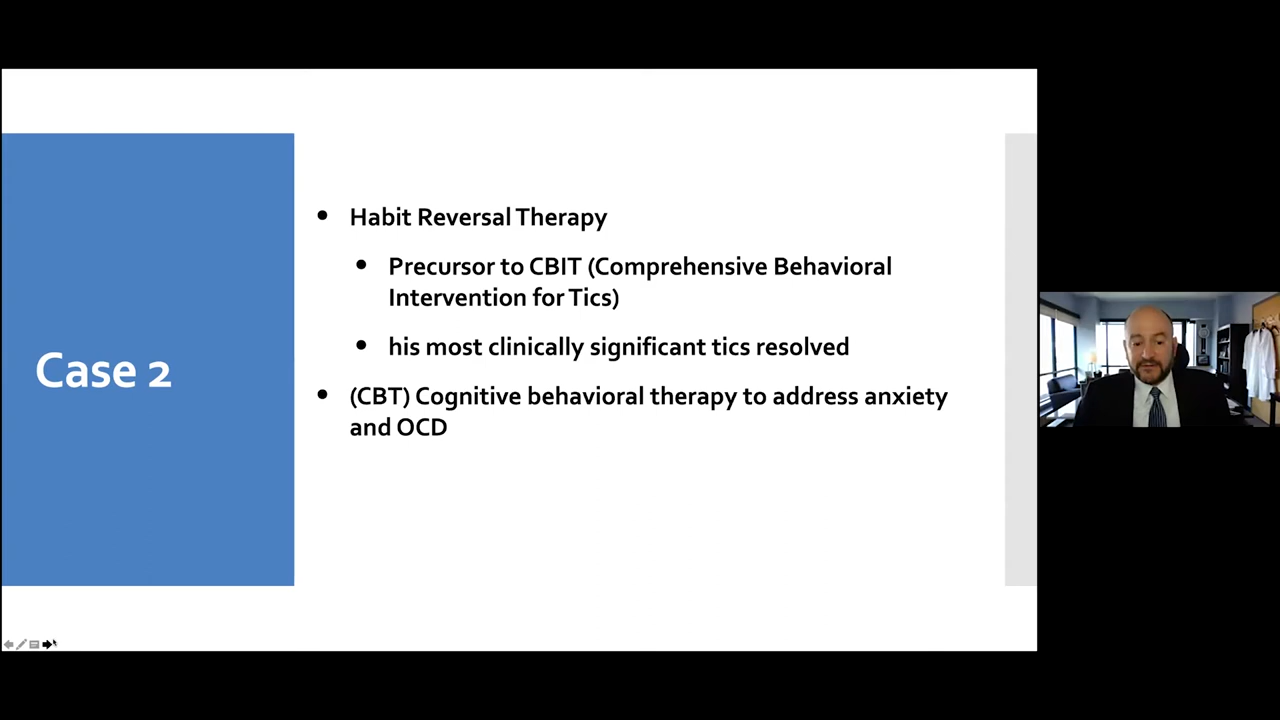 Case 2
Habit Reversal Therapy
Precursor to CBIT (Comprehensive Behavioral
Intervention for Tics)
his most clinically significant tics resolved
(CBT) Cognitive behavioral therapy to address anxiety
and OCD